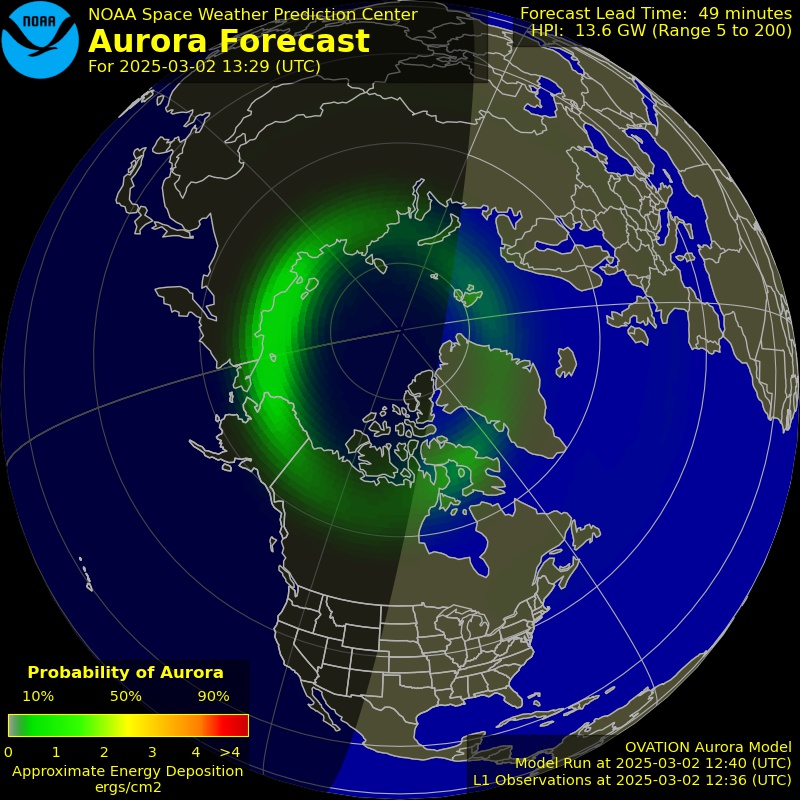 NOAA
NOAA Space Weather Prediction Center
Aurora Forecast
For 2025-03-02 13:29 (UTC)
Forecast Lead Time: 49 minutes
HPI: 13.6 GW (Range 5 to 200)
Probability of Aurora
10% 50% 90%
0 1 2 3 4 >4
Approximate Energy Deposition
ergs/cm2
OVATION Aurora Model
Model Run at 2025-03-02 12:40 (UTC)
L1 Observations at 2025-03-02 12:36 (UTC)